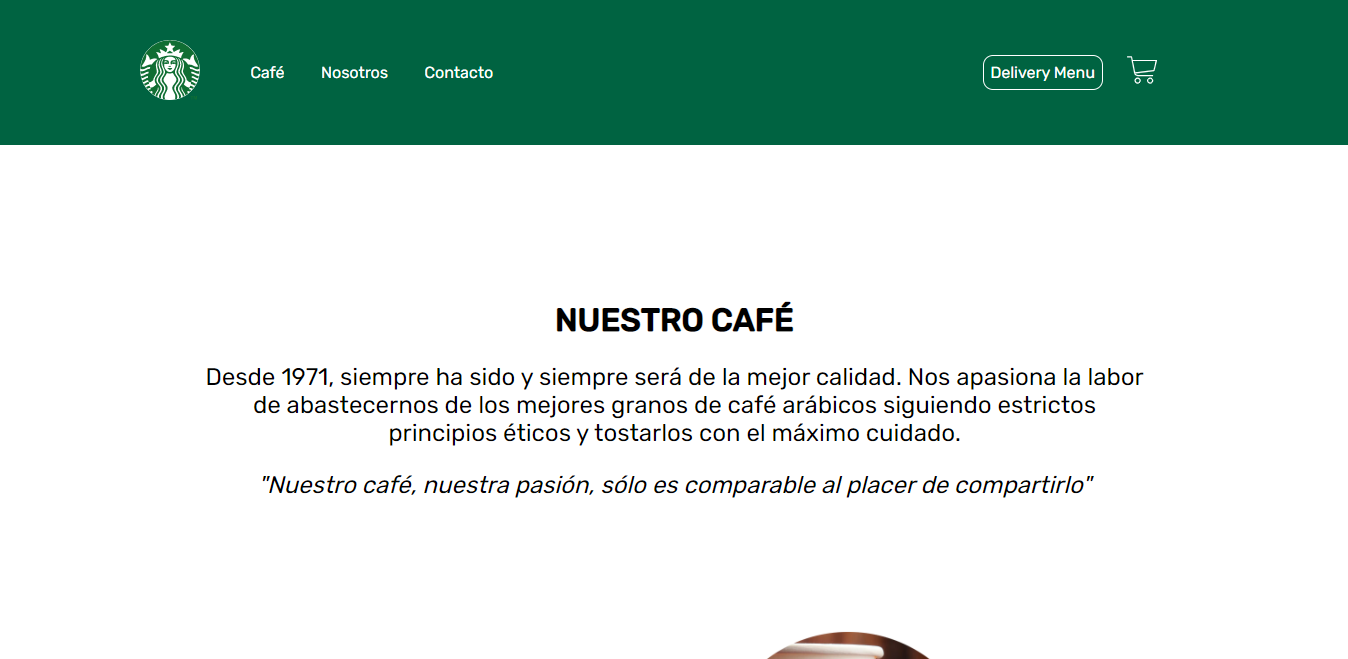 Café Nosotros Contacto Delivery Menu
NUESTRO CAFÉ
Desde 1971, siempre ha sido y siempre será de la mejor calidad. Nos apasiona la labor
de abastecernos de los mejores granos de café arábicos siguiendo estrictos
principios éticos y tostarlos con el máximo cuidado.
"Nuestro café, nuestra pasión, sólo es comparable al placer de compartirlo"